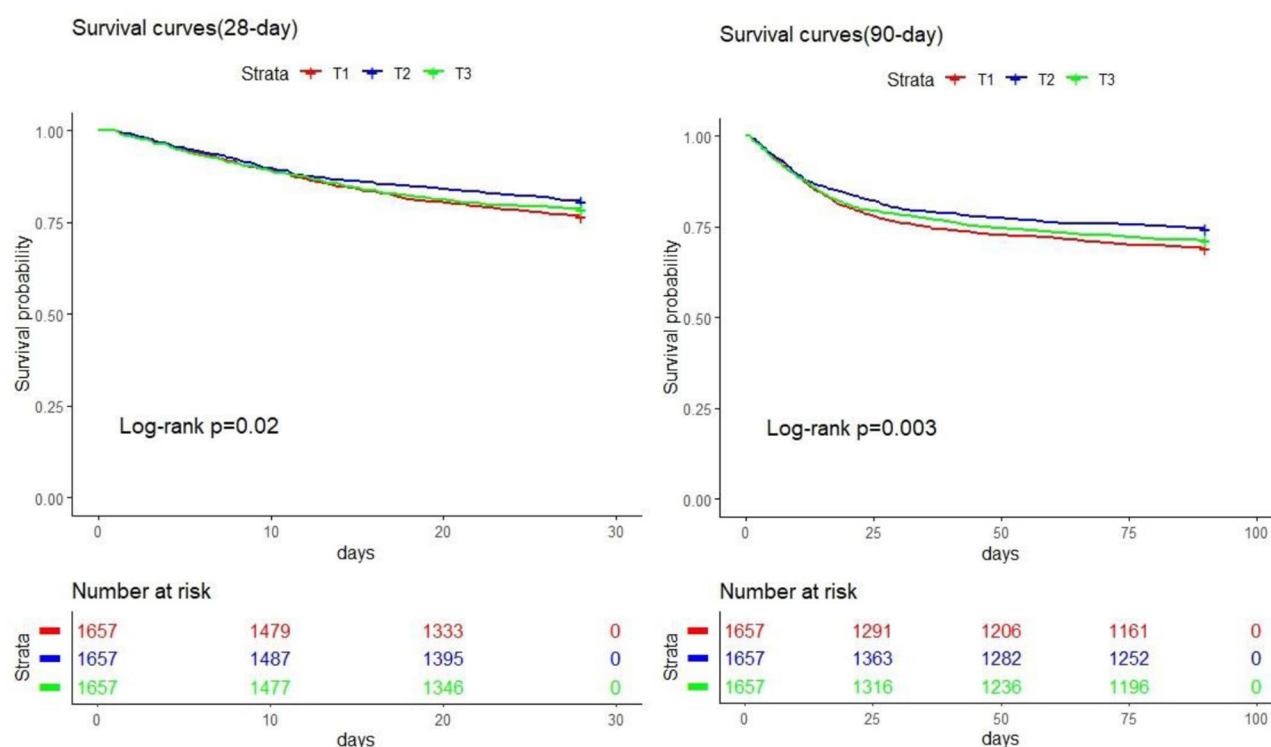 Survival curves(28-day)
Strata T1 T2 T3
Survival probability
1.00
0.75
0.50
0.25
0.00
Log-rank p=0.02
0 10 20 30
days
Number at risk
Strata
1657 1479 1333 0
1657 1487 1395 0
1657 1477 1346 0
0 10 20 30
days
Survival curves(90-day)
Strata T1 T2 T3
Survival probability
1.00
0.75
0.50
0.25
0.00
Log-rank p=0.003
0 25 50 75 100
days
Number at risk
Strata
1657 1291 1206 1161 0
1657 1363 1282 1252 0
1657 1316 1236 1196 0
0 25 50 75 100
days